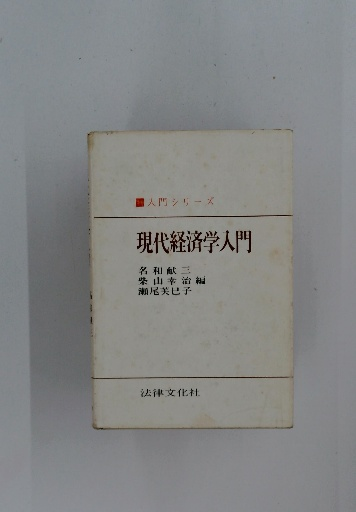 入門シリーズ
現代経済学入門
名和献三
柴山幸治編
瀬尾芙巳子
法律文化社